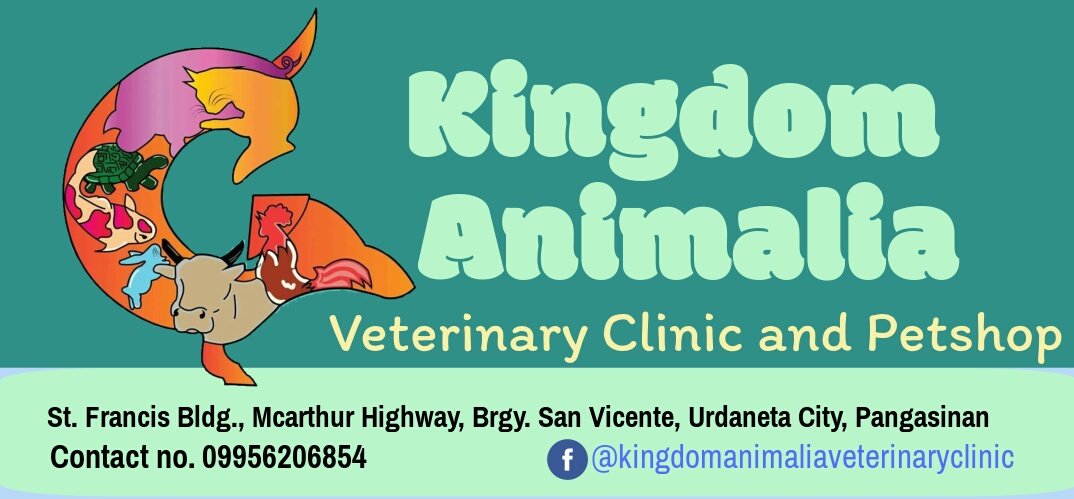 Kingdom
Animalia
Veterinary Clinic and Petshop
St. Francis Bldg., Mcarthur Highway, Brgy. San Vicente, Urdaneta City, Pangasinan
Contact no. 09956206854
f @kingdomanimaliaveterinaryclinic